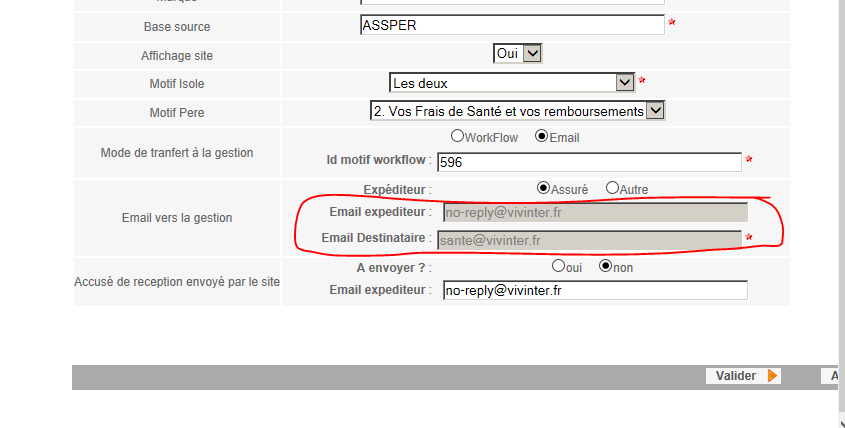 Marque
Base source
ASSPER
*
Affichage site
Oui
Motif Isole
Les deux
*
Motif Pere
2. Vos Frais de Santé et vos remboursements
Mode de tranfert à la gestion
WorkFlow Email
Id motif workflow :
596
*
Email vers la gestion
Expéditeur :
Assuré Autre
Email expediteur :
no-reply@vivinter.fr
Email Destinataire :
sante@vivinter.fr
*
Accusé de reception envoyé par le site
A envoyer ? :
oui non
Email expediteur :
no-reply@vivinter.fr
Valider
A